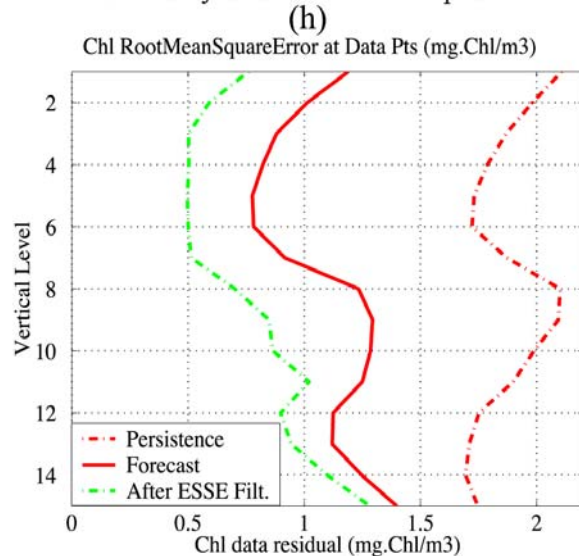 (h)
Chl RootMeanSquareError at Data Pts (mg.Chl/m3)
2
4
6
8
10
12
14
Vertical Level
Persistence
Forecast
After ESSE Filt.
0 0.5 1 1.5 2
Chl data residual (mg.Chl/m3)